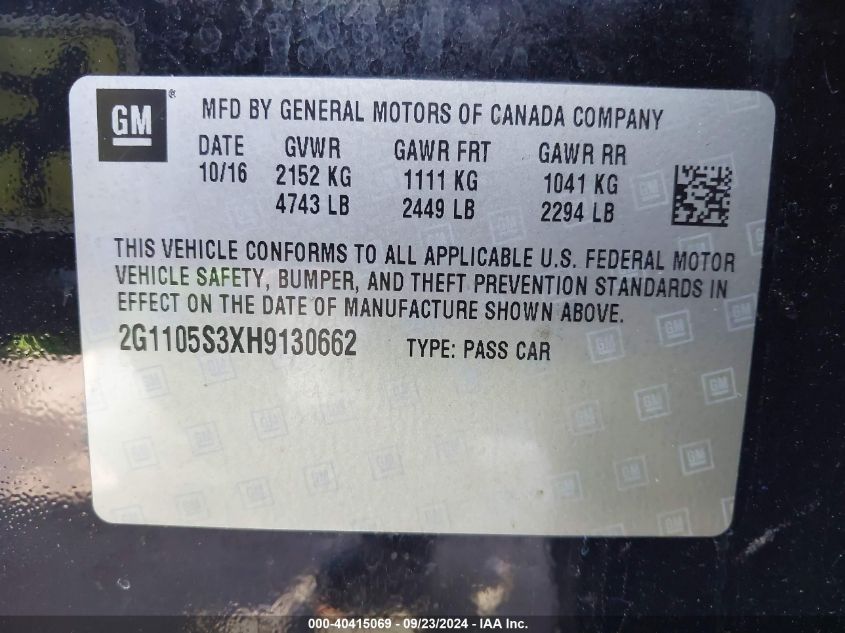 GM ® MFD BY GENERAL MOTORS OF CANADA COMPANY
DATE GVWR GAWR FRT GAWR RR
10/16 2152 KG 1111 KG 1041 KG
4743 LB 2449 LB 2294 LB
THIS VEHICLE CONFORMS TO ALL APPLICABLE U.S. FEDERAL MOTOR
VEHICLE SAFETY, BUMPER, AND THEFT PREVENTION STANDARDS IN
EFFECT ON THE DATE OF MANUFACTURE SHOWN ABOVE.
2G1105S3XH9130662 TYPE: PASS CAR
000-40415069 - 09/23/2024 - IAA Inc.